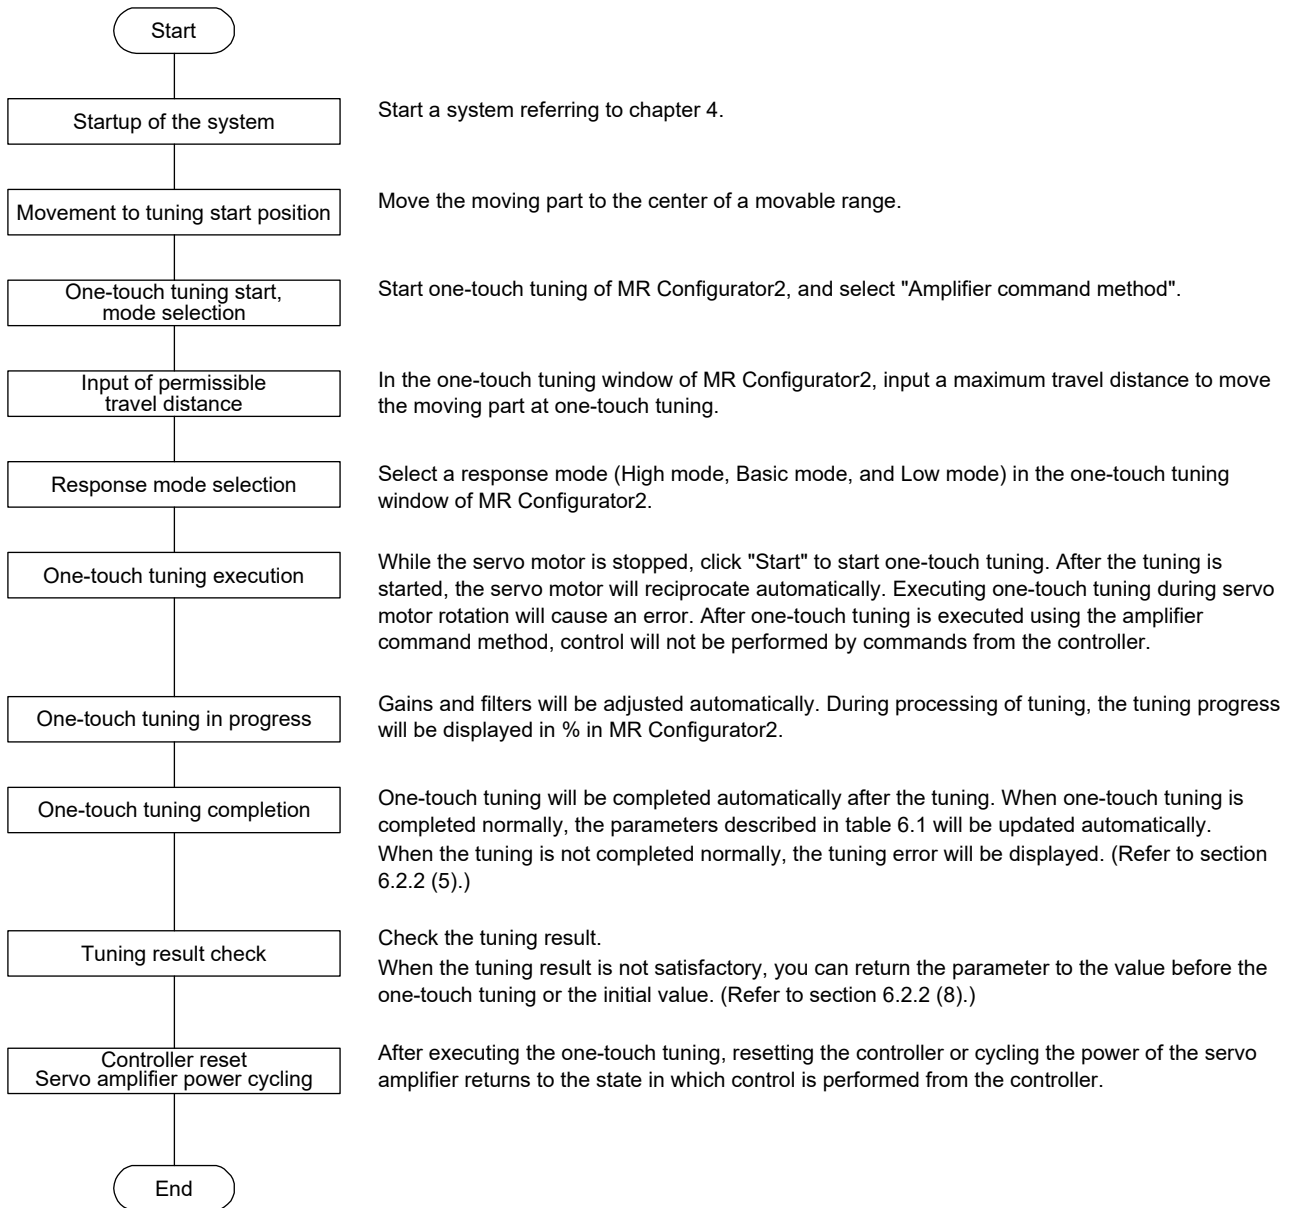 Start
Startup of the system
Start a system referring to chapter 4.
Movement to tuning start position
Move the moving part to the center of a movable range.
One-touch tuning start,
mode selection
Start one-touch tuning of MR Configurator2, and select "Amplifier command method".
Input of permissible
travel distance
In the one-touch tuning window of MR Configurator2, input a maximum travel distance to move
the moving part at one-touch tuning.
Response mode selection
Select a response mode (High mode, Basic mode, and Low mode) in the one-touch tuning
window of MR Configurator2.
One-touch tuning execution
While the servo motor is stopped, click "Start" to start one-touch tuning. After the tuning is
started, the servo motor will reciprocate automatically. Executing one-touch tuning during servo
motor rotation will cause an error. After one-touch tuning is executed using the amplifier
command method, control will not be performed by commands from the controller.
One-touch tuning in progress
Gains and filters will be adjusted automatically. During processing of tuning, the tuning progress
will be displayed in % in MR Configurator2.
One-touch tuning completion
One-touch tuning will be completed automatically after the tuning. When one-touch tuning is
completed normally, the parameters described in table 6.1 will be updated automatically.
When the tuning is not completed normally, the tuning error will be displayed. (Refer to section
6.2.2 (5).)
Tuning result check
Check the tuning result.
When the tuning result is not satisfactory, you can return the parameter to the value before the
one-touch tuning or the initial value. (Refer to section 6.2.2 (8).)
Controller reset
Servo amplifier power cycling
After executing the one-touch tuning, resetting the controller or cycling the power of the servo
amplifier returns to the state in which control is performed from the controller.
End